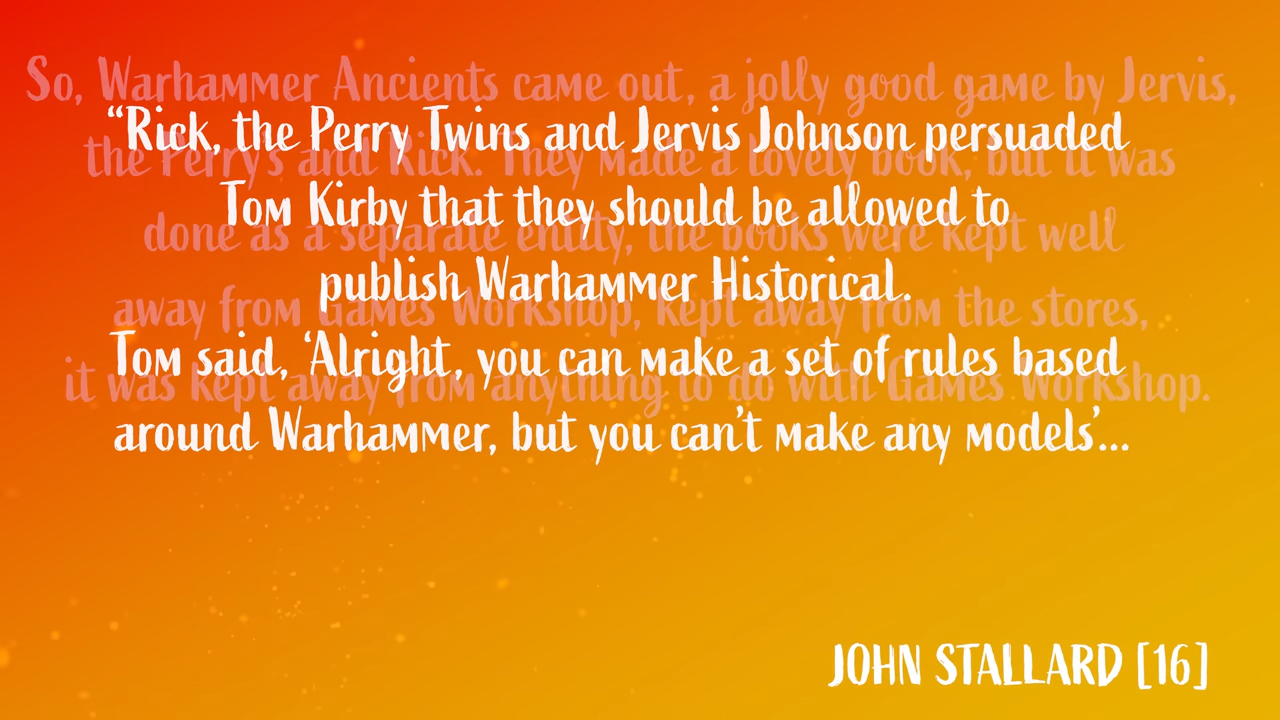 “Rick, the Perry Twins and Jervis Johnson persuaded
Tom Kirby that they should be allowed to
publish Warhammer Historical.
Tom said, ‘Alright, you can make a set of rules based
around Warhammer, but you can’t make any models’...
So, Warhammer Ancients came out, a jolly good game by Jervis,
the Perry's and Rick. They made a lovely book, but it was
done as a separate entity, the books were kept well
away from Games Workshop, kept away from the stores,
it was kept away from anything to do with Games Workshop.
JOHN STALLARD [16]